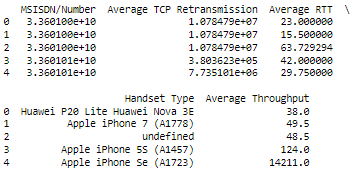 MSISDN/Number  Average TCP Retransmission  Average RTT  \
0  3.360100e+10  1.078479e+07  23.000000
1  3.360100e+10  1.078479e+07  15.500000
2  3.360100e+10  1.078479e+07  63.729294
3  3.360101e+10  3.803623e+05  42.000000
4  3.360101e+10  7.735101e+06  29.750000
Handset Type  Average Throughput
0  Huawei P20 Lite Huawei Nova 3E  38.0
1  Apple iPhone 7 (A1778)  49.5
2  undefined  48.5
3  Apple iPhone 5S (A1457)  124.0
4  Apple iPhone Se (A1723)  14211.0